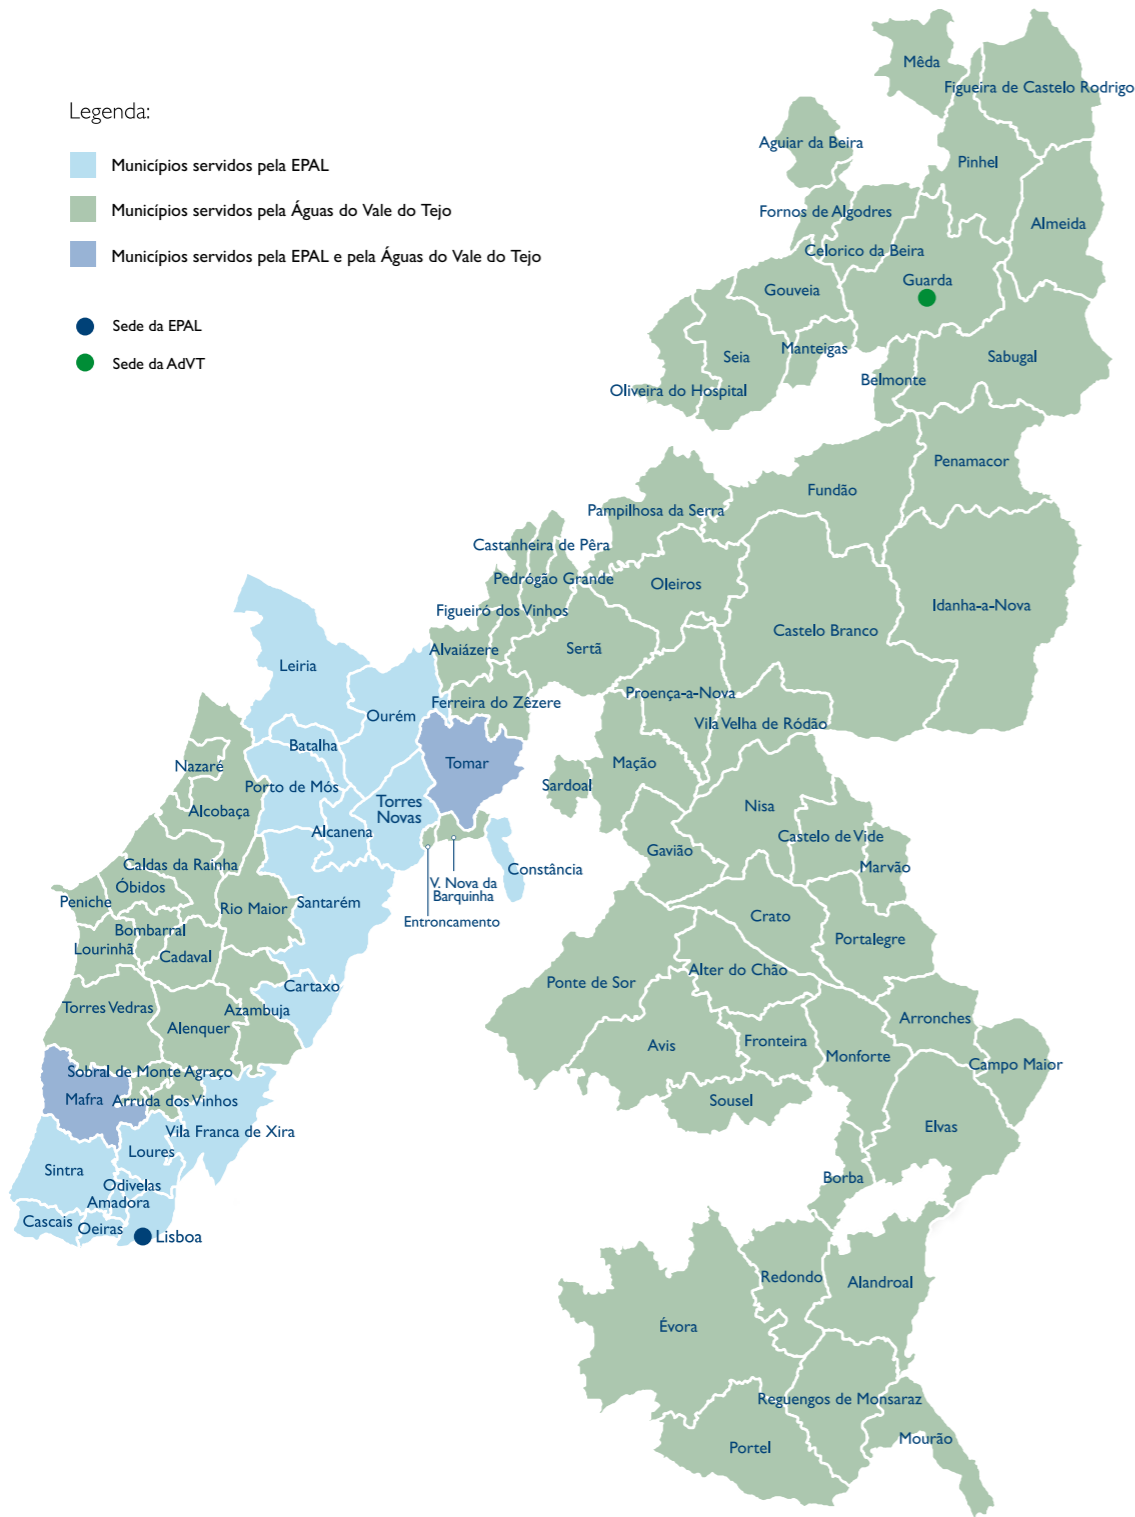 Legenda:
Municípios servidos pela EPAL
Municípios servidos pela Águas do Vale do Tejo
Municípios servidos pela EPAL e pela Águas do Vale do Tejo
Sede da EPAL
Sede da AdVT
Mêda
Figueira de Castelo Rodrigo
Aguiar da Beira
Pinhel
Fornos de Algodres
Almeida
Celorico da Beira
Guarda
Gouveia
Manteigas
Seia
Sabugal
Belmonte
Oliveira do Hospital
Penamacor
Fundão
Pampilhosa da Serra
Castanheira de Pêra
Pedrógão Grande
Oleiros
Idanha-a-Nova
Figueiró dos Vinhos
Castelo Branco
Alvaiázere
Sertã
Leiria
Proença-a-Nova
Ferreira do Zêzere
Ourém
Vila Velha de Ródão
Batalha
Nazaré
Tomar
Mação
Porto de Mós
Sardoal
Alcobaça
Torres
Novas
Nisa
Alcanena
Castelo de Vide
Gavião
Caldas da Rainha
Marvão
Constância
Óbidos
V. Nova da
Barquinha
Peniche
Santarém
Rio Maior
Crato
Entroncamento
Bombarral
Portalegre
Lourinhã
Cadaval
Alter do Chão
Ponte de Sor
Cartaxo
Torres Vedras
Azambuja
Arronches
Alenquer
Fronteira
Avis
Monforte
Campo Maior
Sobral de Monte Agraço
Mafra
Arruda dos Vinhos
Sousel
Elvas
Vila Franca de Xira
Loures
Sintra
Borba
Odivelas
Amadora
Cascais
Oeiras
Lisboa
Redondo
Alandroal
Évora
Reguengos de Monsaraz
Mourão
Portel